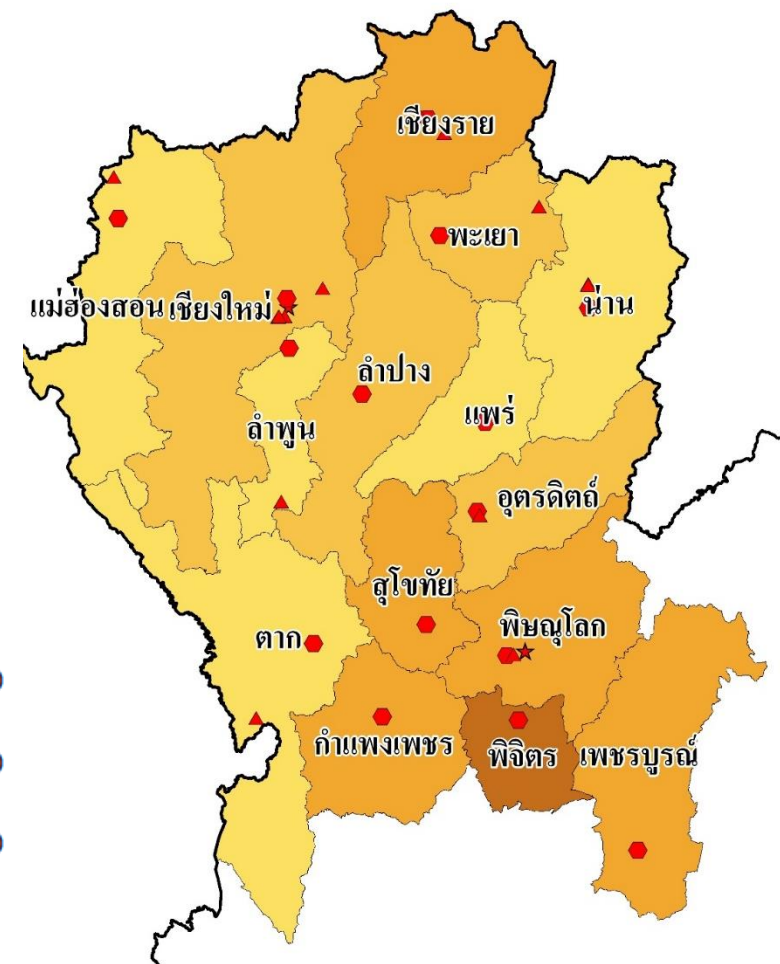 เชียงราย
พะเยา
น่าน
แม่ฮ่องสอน
เชียงใหม่
ลำปาง
แพร่
ลำพูน
อุตรดิตถ์
สุโขทัย
พิษณุโลก
ตาก
กำแพงเพชร
พิจิตร
เพชรบูรณ์